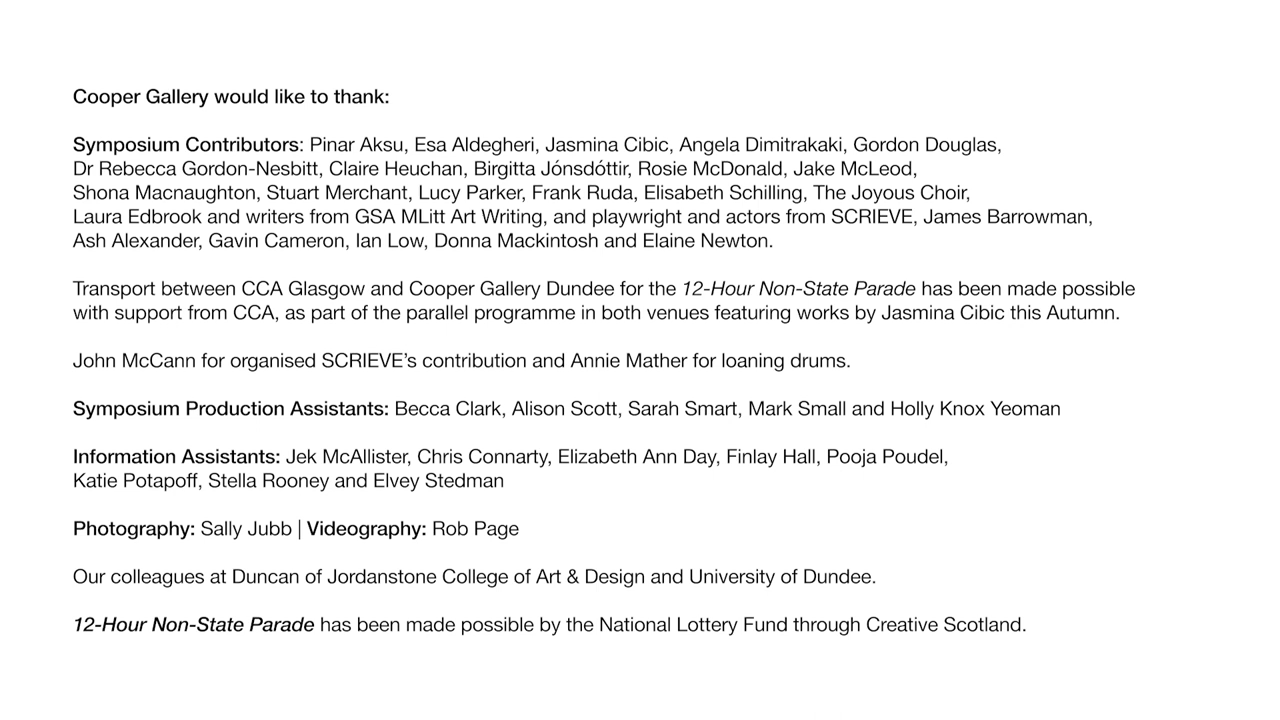 Cooper Gallery would like to thank:
Symposium Contributors: Pinar Aksu, Esa Aldegheri, Jasmina Cibic, Angela Dimitrakaki, Gordon Douglas,
Dr Rebecca Gordon-Nesbitt, Claire Heuchan, Birgitta Jónsdóttir, Rosie McDonald, Jake McLeod,
Shona Macnaughton, Stuart Merchant, Lucy Parker, Frank Ruda, Elisabeth Schilling, The Joyous Choir,
Laura Edbrook and writers from GSA MLitt Art Writing, and playwright and actors from SCRIEVE, James Barrowman,
Ash Alexander, Gavin Cameron, Ian Low, Donna Mackintosh and Elaine Newton.
Transport between CCA Glasgow and Cooper Gallery Dundee for the 12-Hour Non-State Parade has been made possible
with support from CCA, as part of the parallel programme in both venues featuring works by Jasmina Cibic this Autumn.
John McCann for organised SCRIEVE’s contribution and Annie Mather for loaning drums.
Symposium Production Assistants: Becca Clark, Alison Scott, Sarah Smart, Mark Small and Holly Knox Yeoman
Information Assistants: Jek McAllister, Chris Connarty, Elizabeth Ann Day, Finlay Hall, Pooja Poudel,
Katie Potapoff, Stella Rooney and Elvey Stedman
Photography: Sally Jubb | Videography: Rob Page
Our colleagues at Duncan of Jordanstone College of Art & Design and University of Dundee.
12-Hour Non-State Parade has been made possible by the National Lottery Fund through Creative Scotland.